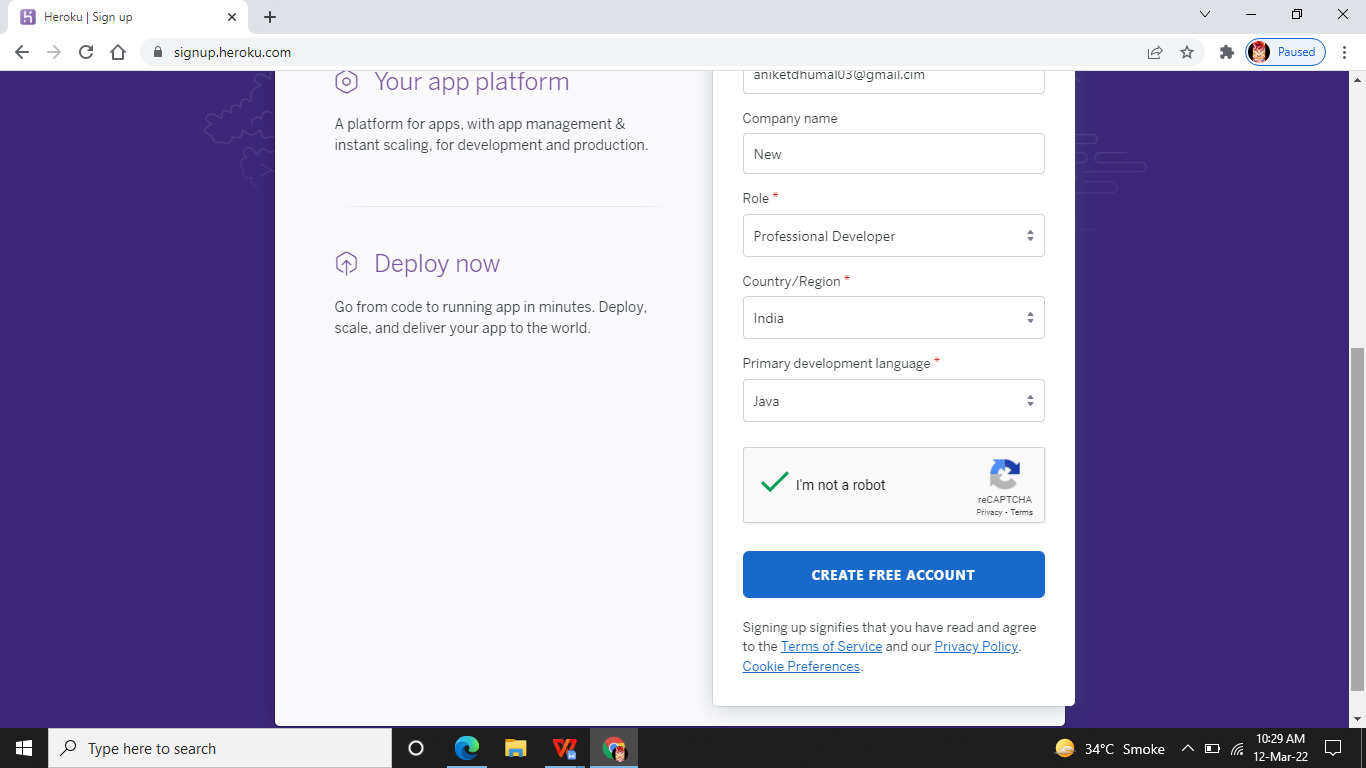 Heroku | Sign up
signup.heroku.com
Paused
Your app platform
A platform for apps, with app management &
instant scaling, for development and production.
Deploy now
Go from code to running app in minutes. Deploy,
scale, and deliver your app to the world.
aniketdhumal03@gmail.cim
Company name
New
Role *
Professional Developer
Country/Region *
India
Primary development language *
Java
I'm not a robot
reCAPTCHA
Privacy - Terms
CREATE FREE ACCOUNT
Signing up signifies that you have read and agree
to the Terms of Service and our Privacy Policy.
Cookie Preferences.
Type here to search
34°C Smoke
10:29 AM
12-Mar-22